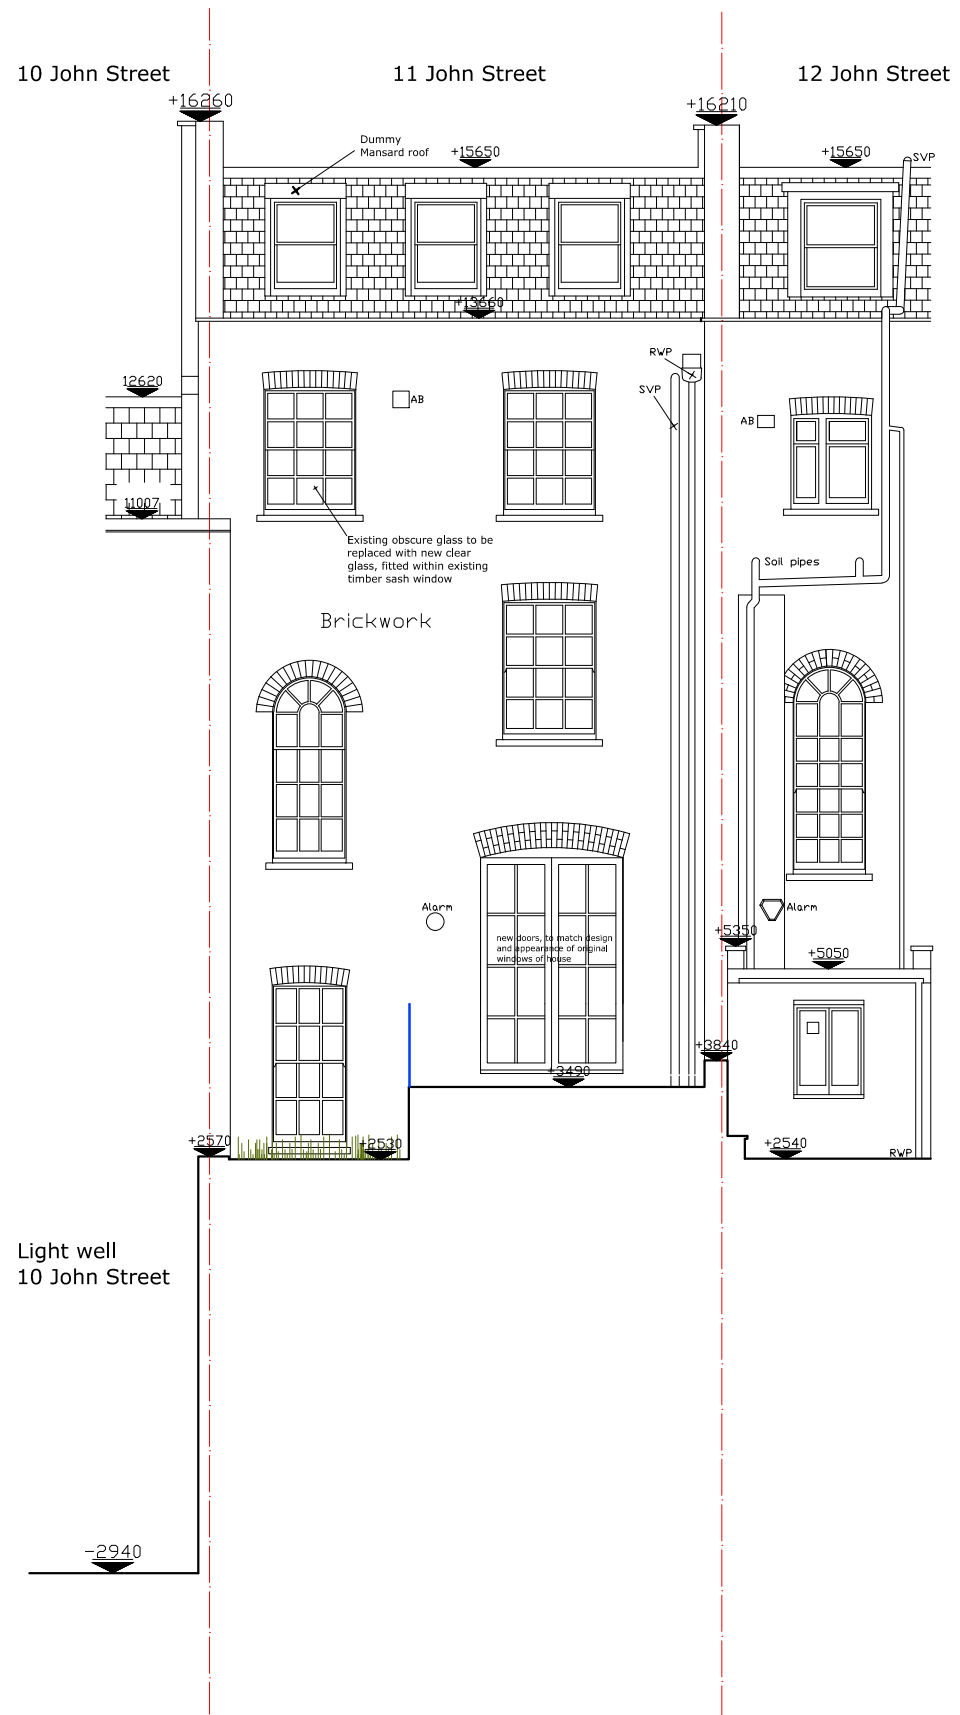 10 John Street
11 John Street
12 John Street
+16260
+16210
Dummy
Mansard roof
+15650
+15650
SVP
+13660
RWP
SVP
12620
AB
AB
11007
Existing obscure glass to be
replaced with new clear
glass, fitted within existing
timber sash window
Soil pipes
Brickwork
Alarm
Alarm
new doors, to match design
and appearance of original
windows of house
+5350
+5050
+3840
+3490
+2570
+2530
+2540
RWP
Light well
10 John Street
-2940